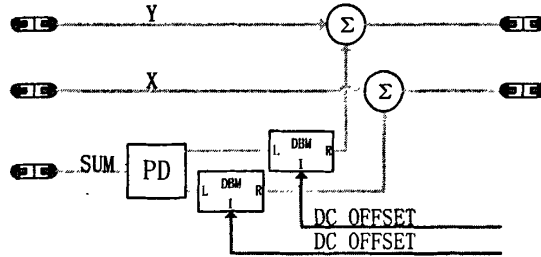 Y
Σ
X
Σ
DBM
L R
I
SUM
PD
DBM
L R
I
DC OFFSET
DC OFFSET